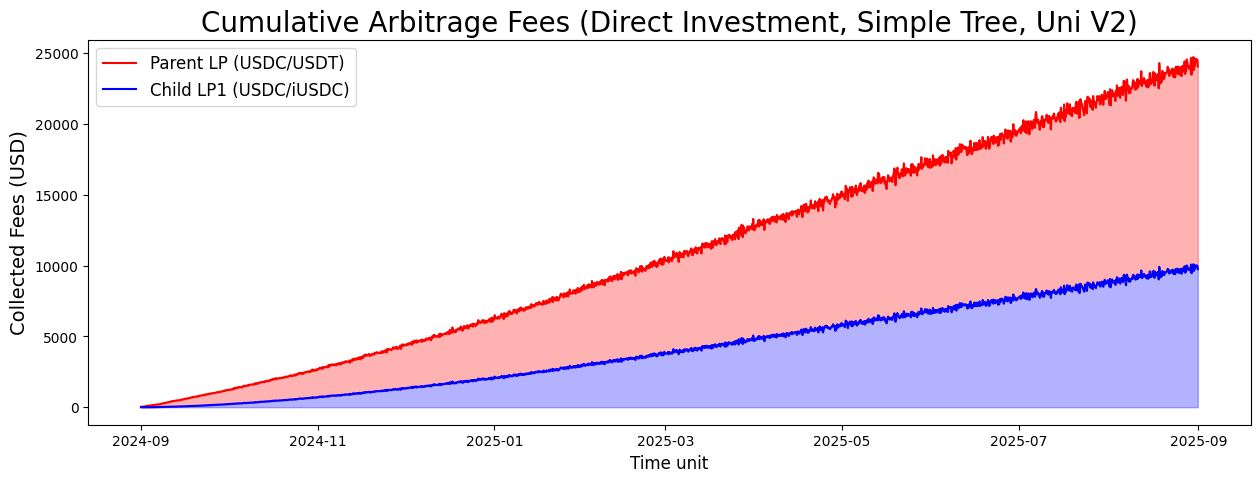 Cumulative Arbitrage Fees (Direct Investment, Simple Tree, Uni V2)
Parent LP (USDC/USDT)
Child LP1 (USDC/iUSDC)
Collected Fees (USD)
25000
20000
15000
10000
5000
0
2024-09 2024-11 2025-01 2025-03 2025-05 2025-07 2025-09
Time unit